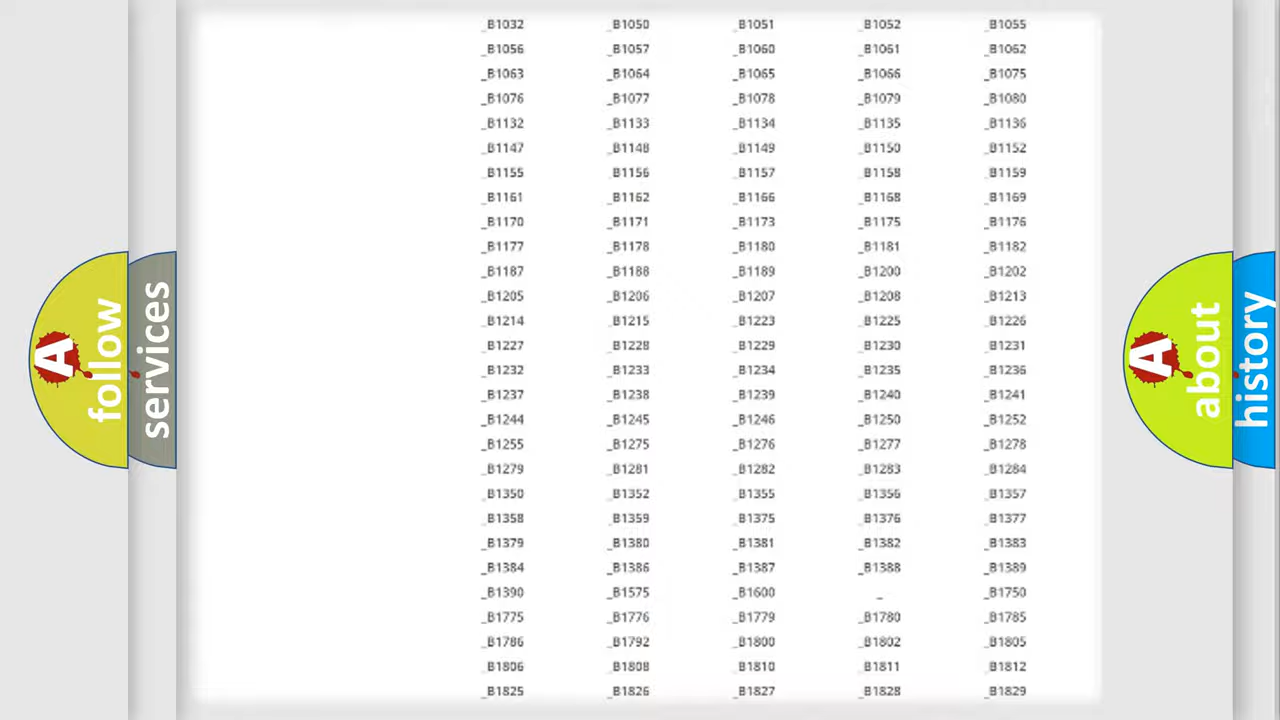 _B1032 _B1050 _B1051 _B1052 _B1055
_B1056 _B1057 _B1060 _B1061 _B1062
_B1063 _B1064 _B1065 _B1066 _B1075
_B1076 _B1077 _B1078 _B1079 _B1080
_B1132 _B1133 _B1134 _B1135 _B1136
_B1147 _B1148 _B1149 _B1150 _B1152
_B1155 _B1156 _B1157 _B1158 _B1159
_B1161 _B1162 _B1166 _B1168 _B1169
_B1170 _B1171 _B1173 _B1175 _B1176
_B1177 _B1178 _B1180 _B1181 _B1182
_B1187 _B1188 _B1189 _B1200 _B1202
_B1205 _B1206 _B1207 _B1208 _B1213
_B1214 _B1215 _B1223 _B1225 _B1226
_B1227 _B1228 _B1229 _B1230 _B1231
_B1232 _B1233 _B1234 _B1235 _B1236
_B1237 _B1238 _B1239 _B1240 _B1241
_B1244 _B1245 _B1246 _B1250 _B1252
_B1255 _B1275 _B1276 _B1277 _B1278
_B1279 _B1281 _B1282 _B1283 _B1284
_B1350 _B1352 _B1355 _B1356 _B1357
_B1358 _B1359 _B1375 _B1376 _B1377
_B1379 _B1380 _B1381 _B1382 _B1383
_B1384 _B1386 _B1387 _B1388 _B1389
_B1390 _B1575 _B1600 _ _B1750
_B1775 _B1776 _B1779 _B1780 _B1785
_B1786 _B1792 _B1800 _B1802 _B1805
_B1806 _B1808 _B1810 _B1811 _B1812
_B1825 _B1826 _B1827 _B1828 _B1829
A follow
services
A about
history